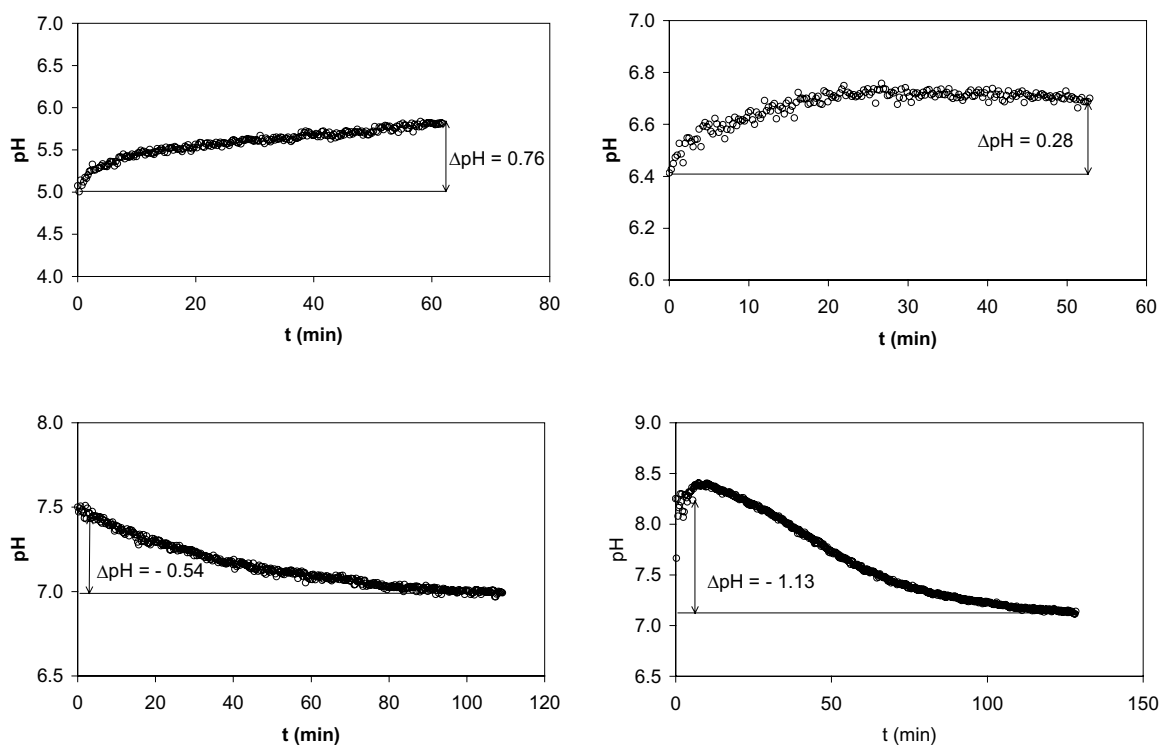 7.0
6.5
6.0
5.5
5.0
4.5
4.0
pH
ΔpH = 0.76
0 20 40 60 80
t (min)
7.0
6.8
6.6
6.4
6.2
6.0
pH
ΔpH = 0.28
0 10 20 30 40 50 60
t (min)
8.0
7.5
7.0
6.5
pH
ΔpH = - 0.54
0 20 40 60 80 100 120
t (min)
9.0
8.5
8.0
7.5
7.0
6.5
pH
ΔpH = - 1.13
0 50 100 150
t (min)